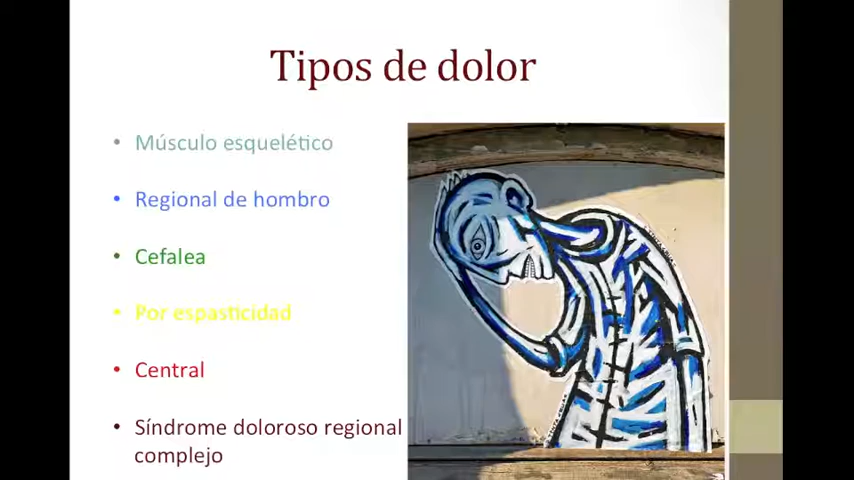 Tipos de dolor
• Músculo esquelético
• Regional de hombro
• Cefalea
• Por espasticidad
• Central
• Síndrome doloroso regional
complejo